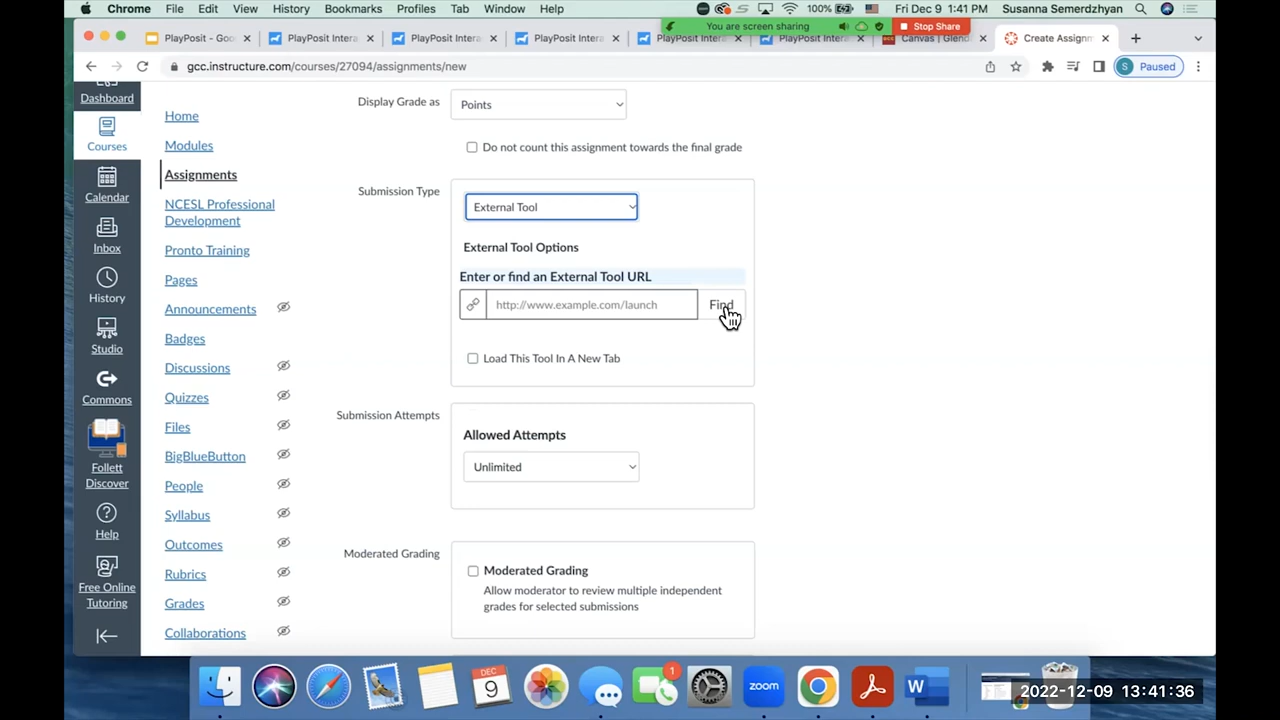 Chrome File Edit View History Bookmarks Profiles Tab Window Help 100% Fri Dec 9 1:41 PM Susanna Semerdzhyan
You are screen sharing Stop Share
PlayPosit - Goo PlayPosit Intera PlayPosit Intera PlayPosit Intera PlayPosit Intera PlayPosit Intera Canvas | Glend Create Assignm
gcc.instructure.com/courses/27094/assignments/new
S Paused
Dashboard
Courses
Calendar
Inbox
History
Studio
Commons
Follett
Discover
Help
Free Online
Tutoring
Home
Modules
Assignments
NCESL Professional
Development
Pronto Training
Pages
Announcements
Badges
Discussions
Quizzes
Files
BigBlueButton
People
Syllabus
Outcomes
Rubrics
Grades
Collaborations
Display Grade as
Points
Do not count this assignment towards the final grade
Submission Type
External Tool
External Tool Options
Enter or find an External Tool URL
http://www.example.com/launch
Find
Load This Tool In A New Tab
Submission Attempts
Allowed Attempts
Unlimited
Moderated Grading
Moderated Grading
Allow moderator to review multiple independent
grades for selected submissions
DEC
9
1
zoom
W
2022-12-09 13:41:36